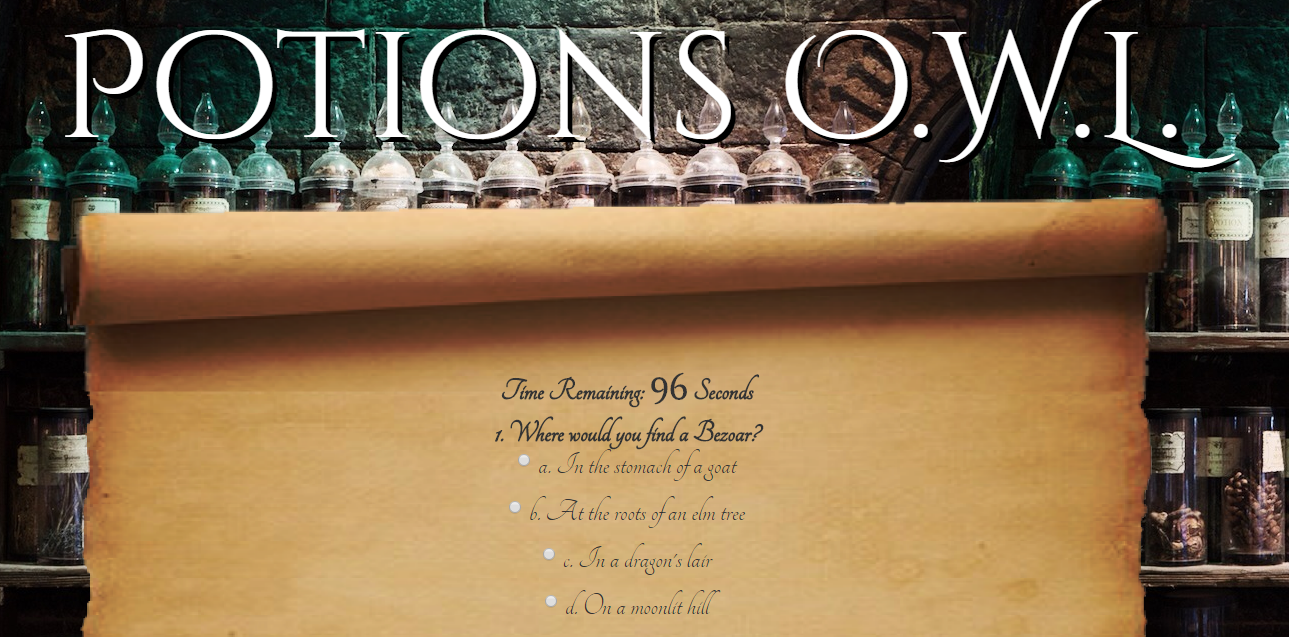 POTIONS O.W.L.
Time Remaining: 96 Seconds
1. Where would you find a Bezoar?
a. In the stomach of a goat
b. At the roots of an elm tree
c. In a dragon's lair
d. On a moonlit hill